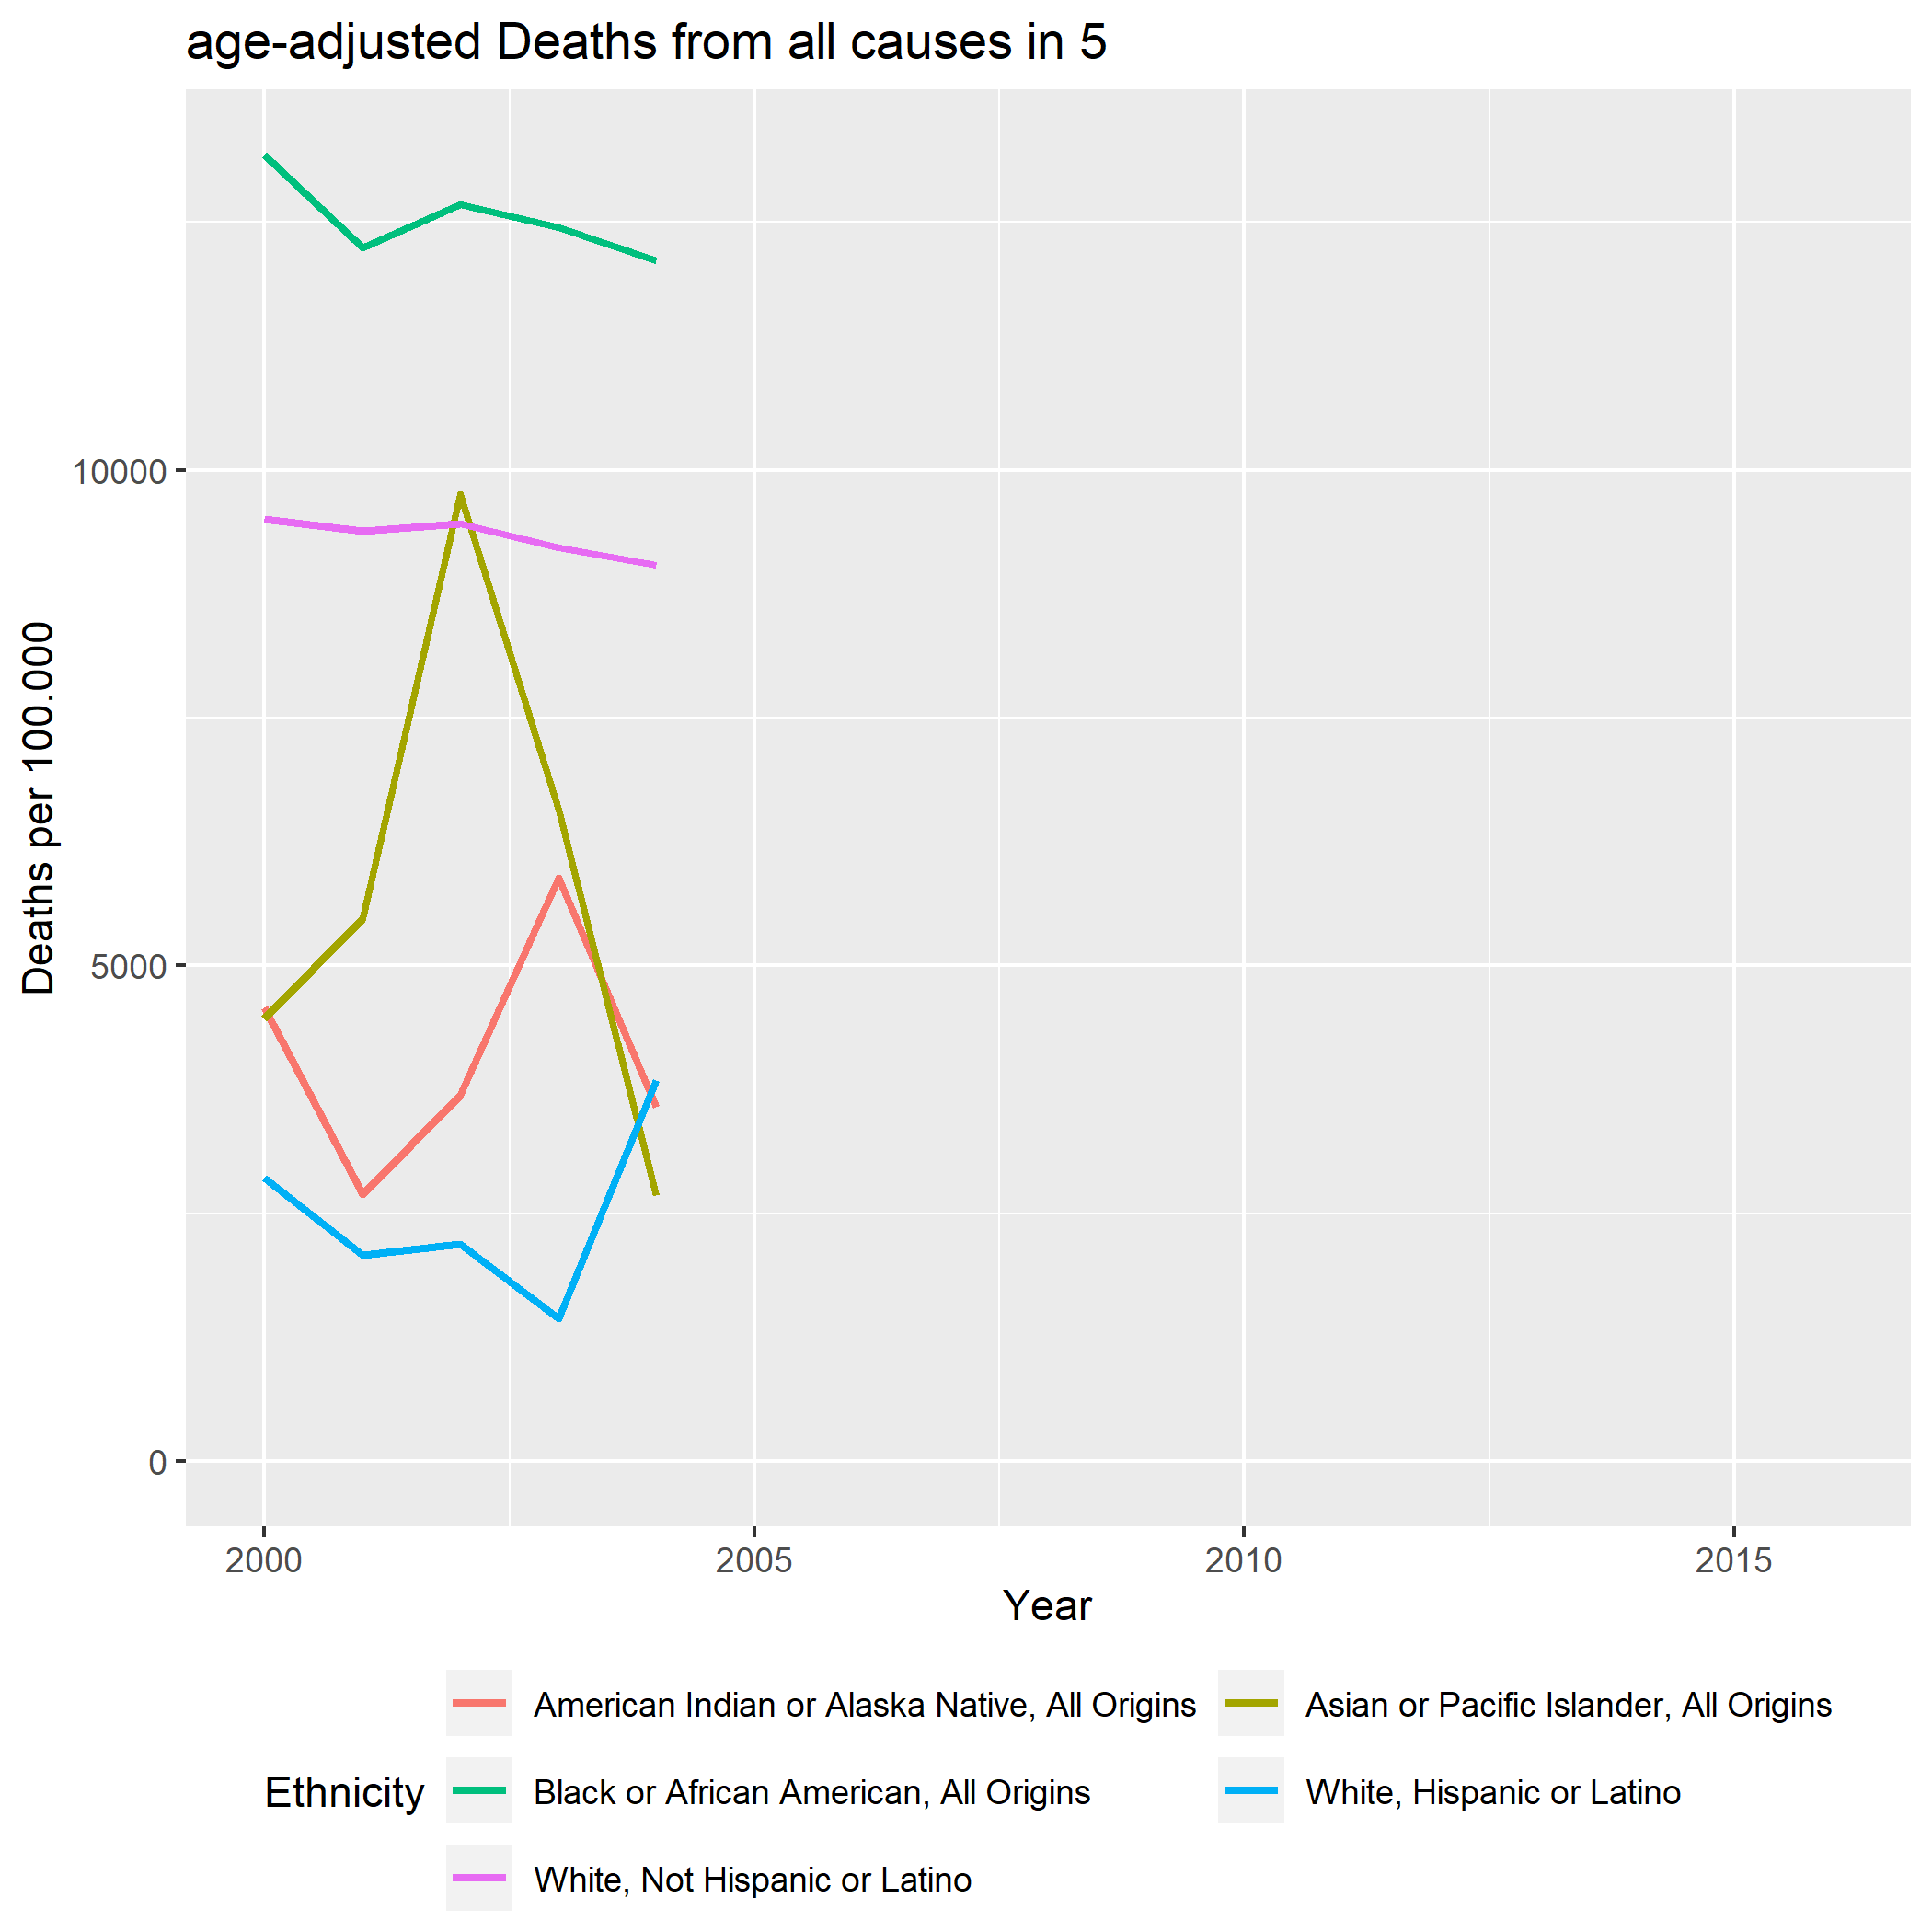 age-adjusted Deaths from all causes in 5
Deaths per 100.000
10000
5000
0
2000 2005 2010 2015
Year
Ethnicity
American Indian or Alaska Native, All Origins
Asian or Pacific Islander, All Origins
Black or African American, All Origins
White, Hispanic or Latino
White, Not Hispanic or Latino